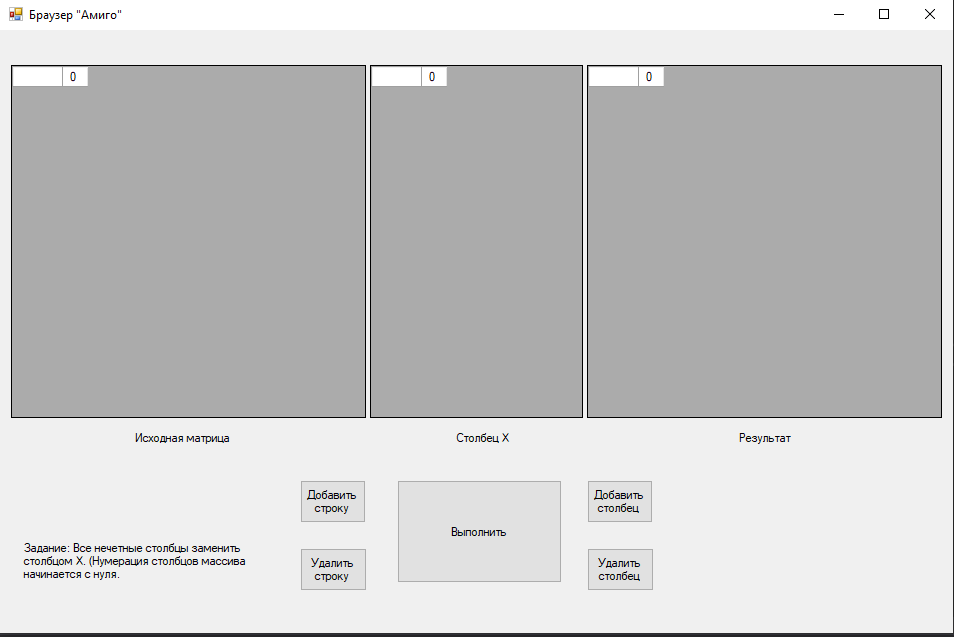 Браузер "Амиго"
0
0
0
Исходная матрица
Столбец X
Результат
Добавить
строку
Выполнить
Добавить
столбец
Удалить
строку
Удалить
столбец
Задание: Все нечетные столбцы заменить
столбцом X. (Нумерация столбцов массива
начинается с нуля.